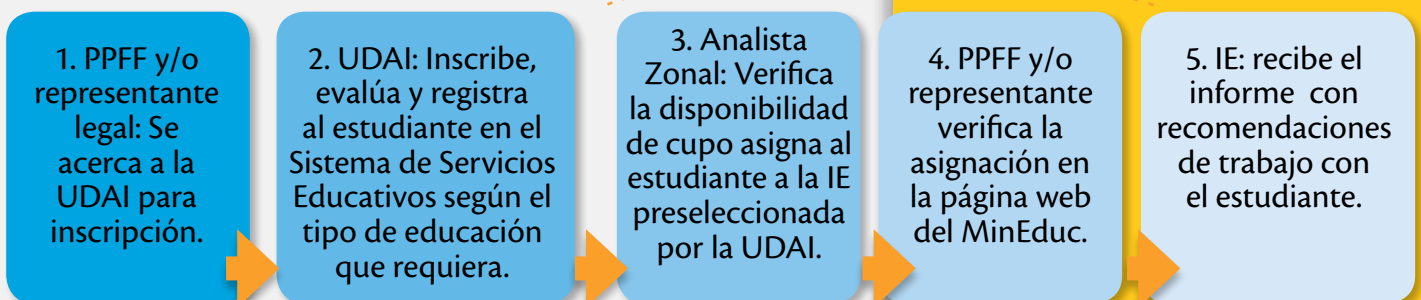 1. PPFF y/o
representante
legal: Se
acerca a la
UDAI para
inscripción.
2. UDAI: Inscribe,
evalúa y registra
al estudiante en el
Sistema de Servicios
Educativos según el
tipo de educación
que requiera.
3. Analista
Zonal: Verifica
la disponibilidad
de cupo asigna al
estudiante a la IE
preseleccionada
por la UDAI.
4. PPFF y/o
representante
verifica la
asignación en
la página web
del MinEduc.
5. IE: recibe el
informe con
recomendaciones
de trabajo con
el estudiante.